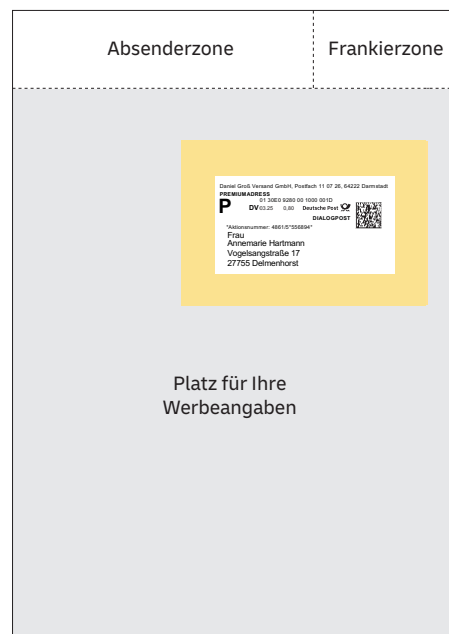 Absenderzone
Frankierzone
Daniel Groß Versand GmbH, Postfach 11 07 26, 64222 Darmstadt
PREMIUMADRESS
P
01 30E0 9280 00 1000 001D
DV 03.25 0,80 Deutsche Post
DIALOGPOST
*Aktionsnummer: 4861/5*556894*
Frau
Annemarie Hartmann
Vogelsangstraße 17
27755 Delmenhorst
Platz für Ihre
Werbeangaben